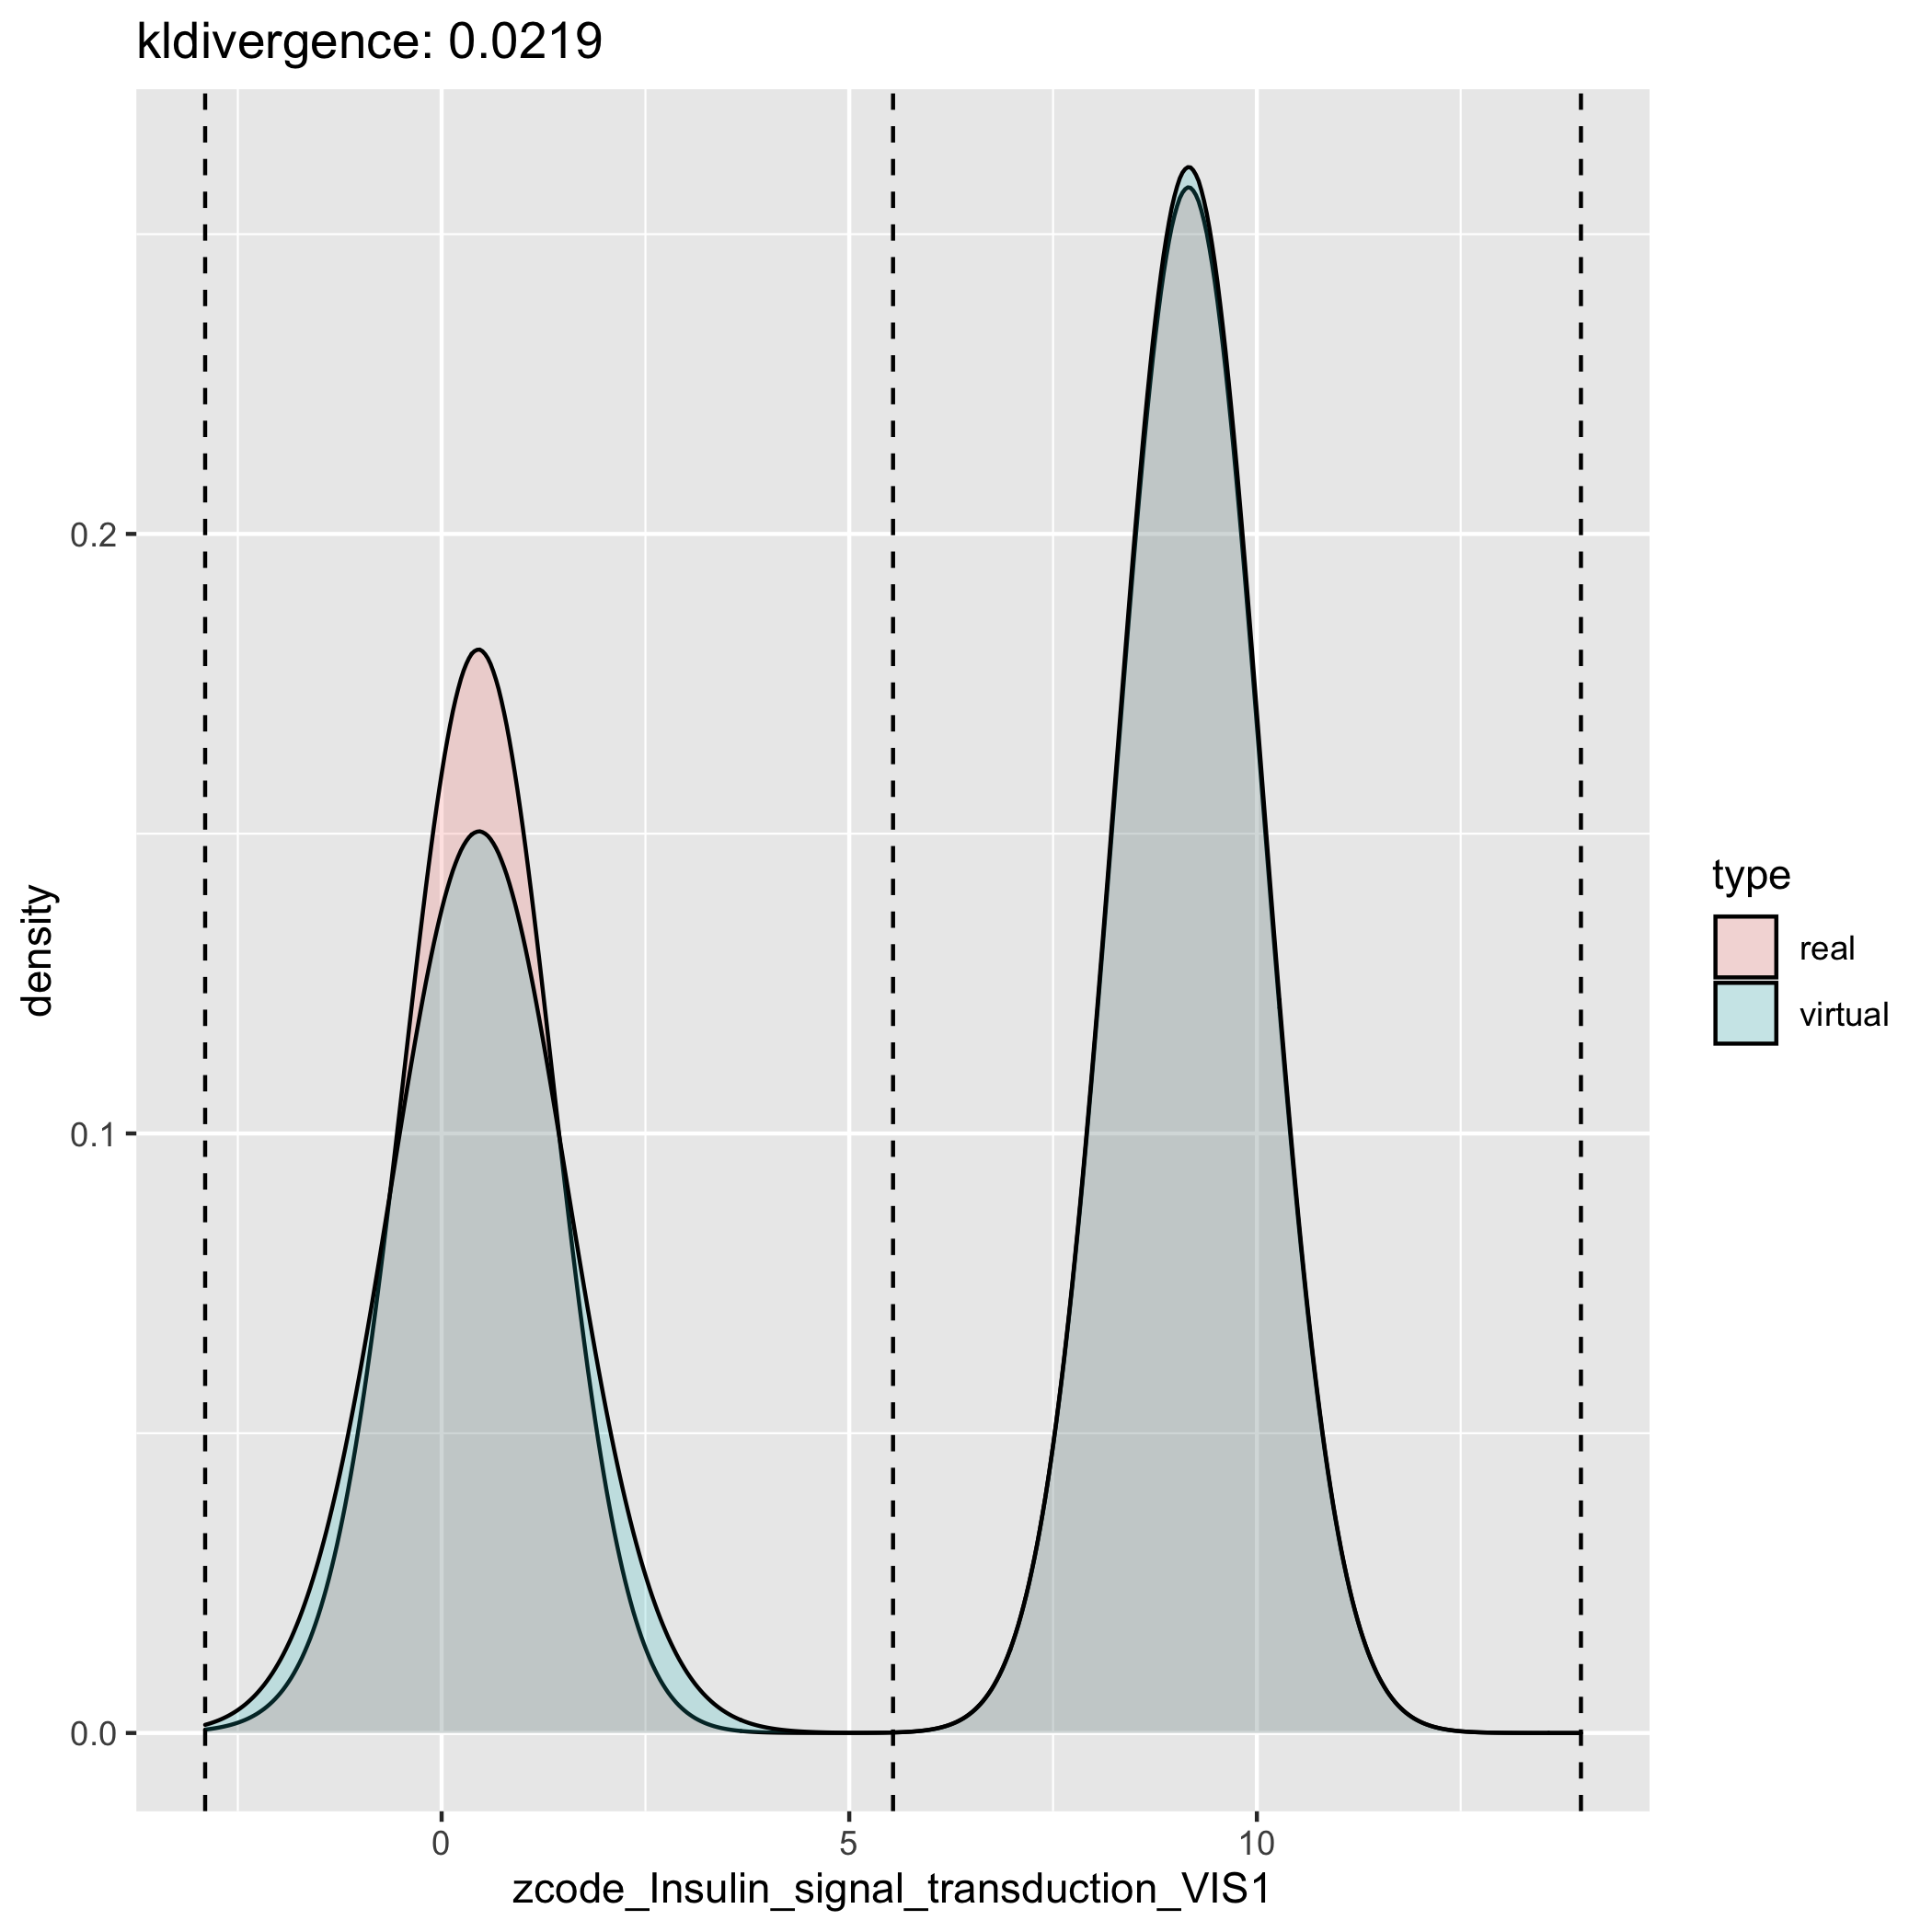 kldivergence: 0.0219
density
0.2
0.1
0.0
0
5
10
zcode_Insulin_signal_transduction_VIS1
type
real
virtual